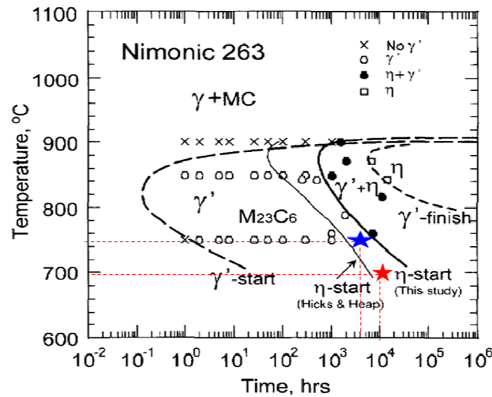 Nimonic 263
× No γ'
○ γ'
● η+γ'
□ η
γ+MC
γ'
M23C6
γ'+η
η
γ'-finish
γ'-start
η-start
(Hicks & Heap)
η-start
(This study)
Temperature, ºC
1100
1000
900
800
700
600
10-2 10-1 100 101 102 103 104 105 106
Time, hrs